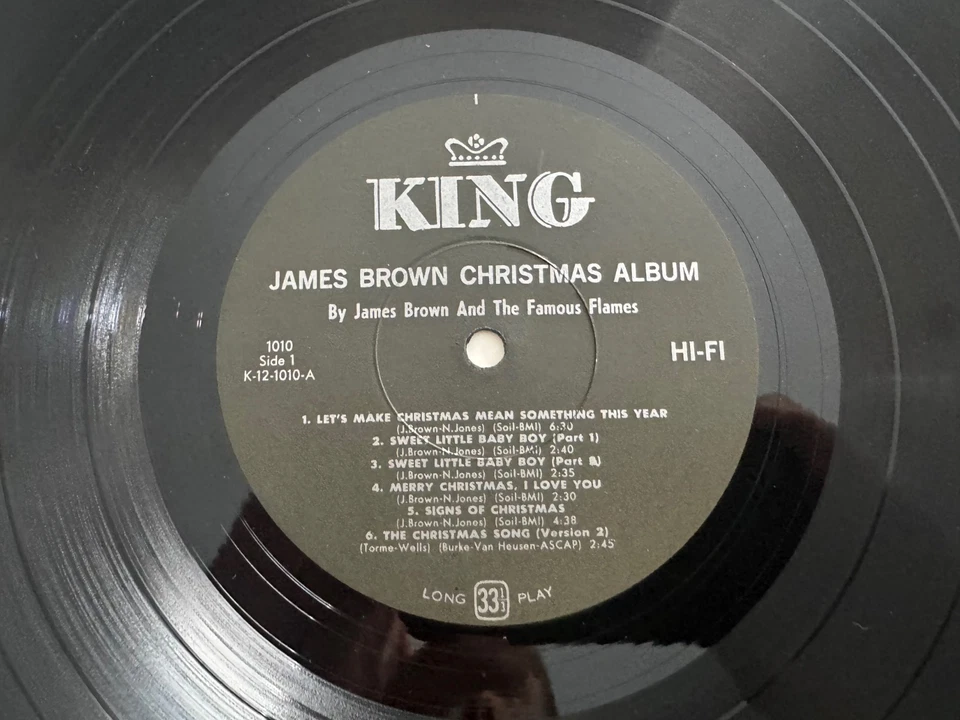 KING
JAMES BROWN CHRISTMAS ALBUM
By James Brown And The Famous Flames
1010
Side 1
K-12-1010-A
HI-FI
1. LET'S MAKE CHRISTMAS MEAN SOMETHING THIS YEAR
(J.Brown-N.Jones) (Soil-BMI) 6:30
2. SWEET LITTLE BABY BOY (Part 1)
(J.Brown-N.Jones) (Soil-BMI) 2:40
3. SWEET LITTLE BABY BOY (Part 2)
(J.Brown-N.Jones) (Soil-BMI) 2:35
4. MERRY CHRISTMAS, I LOVE YOU
(J.Brown-N.Jones) (Soil-BMI) 2:30
5. SIGNS OF CHRISTMAS
(J.Brown-N.Jones) (Soil-BMI) 4:38
6. THE CHRISTMAS SONG (Version 2)
(Torme-Wells) (Burke-Van Heusen-ASCAP) 2:45
LONG 33 1/3 PLAY